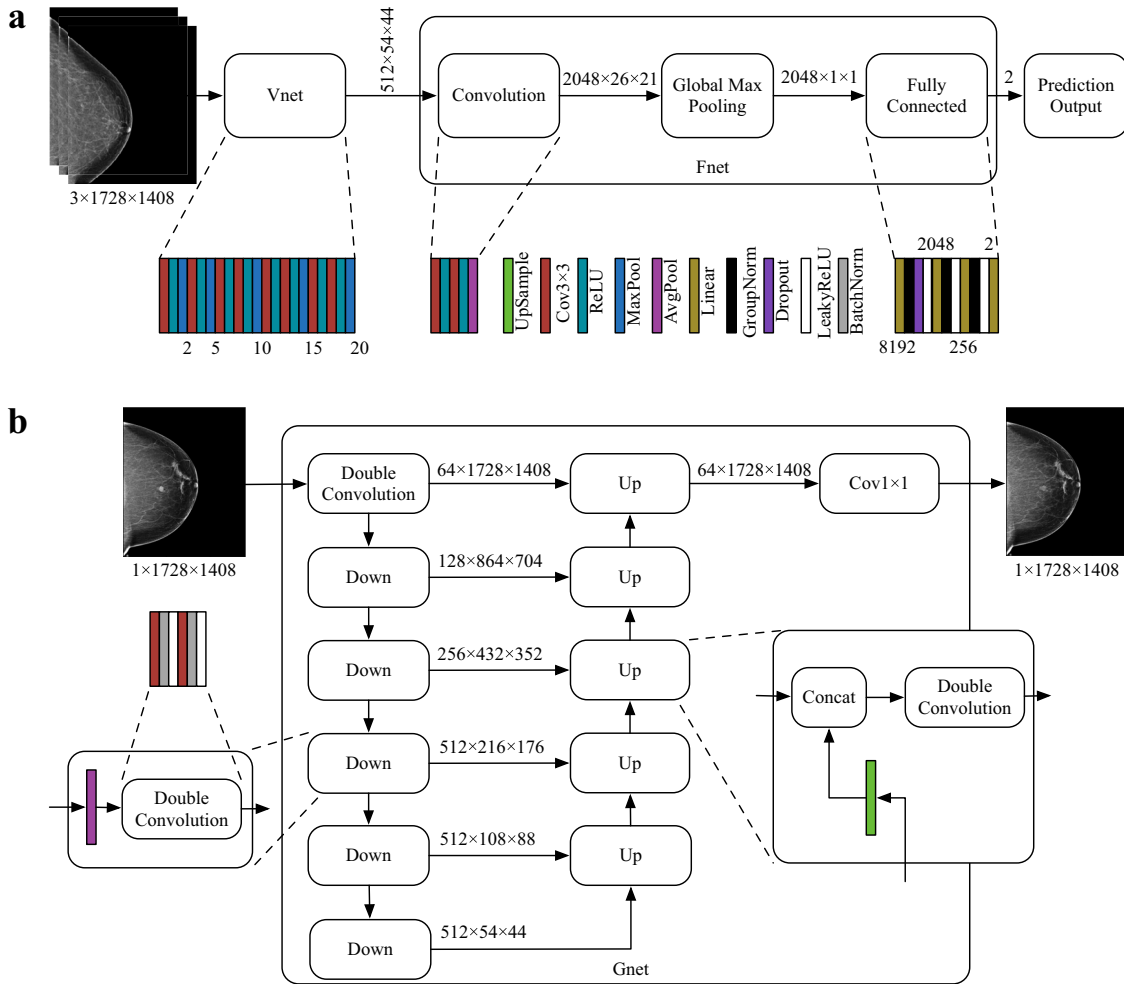 a
3×1728×1408
Vnet
512×54×44
Convolution
2048×26×21
Global Max
Pooling
2048×1×1
Fully
Connected
2
Prediction
Output
Fnet
2 5 10 15 20
UpSample
Cov3×3
ReLU
MaxPool
AvgPool
Linear
GroupNorm
Dropout
LeakyReLU
BatchNorm
2048 2
8192 256
b
1×1728×1408
Double
Convolution
64×1728×1408
Up
64×1728×1408
Cov1×1
1×1728×1408
Down
128×864×704
Up
Down
256×432×352
Up
Concat
Double
Convolution
Down
512×216×176
Up
Double
Convolution
Down
512×108×88
Up
Down
512×54×44
Gnet